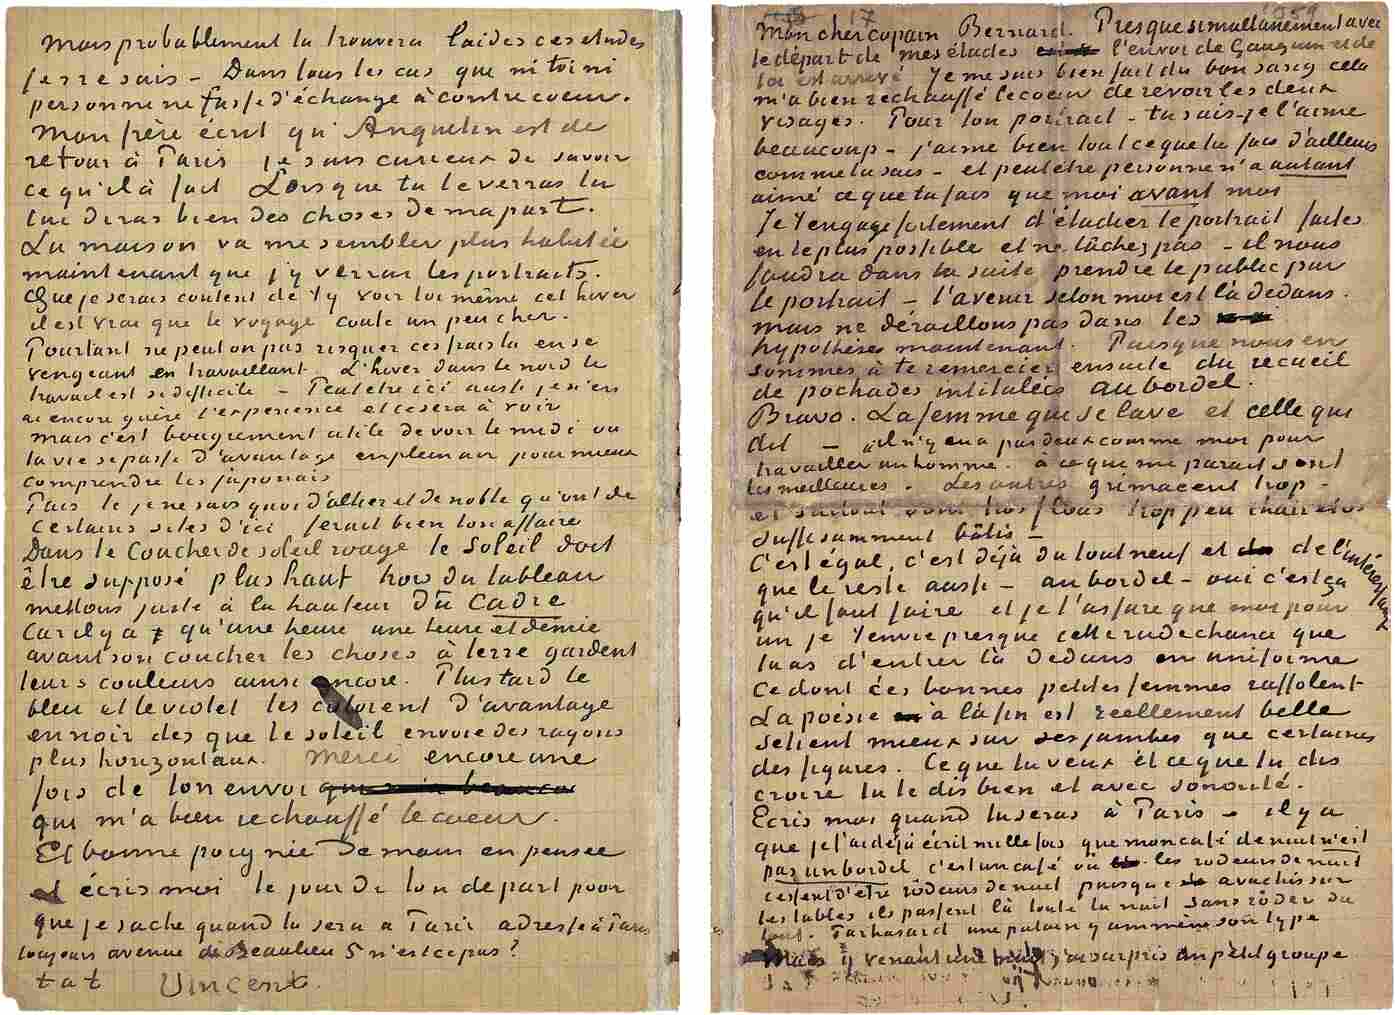 Mais probablement tu trouvera laides ces etudes
je ne sais – Dans tous les cas que ni toi ni
personne ne fasse d'échange à contre coeur.
Mon frère écrit qu'Anquetin est de
retour à Paris je suis curieux de savoir
ce qu'il à fait Lorsque tu le verras tu
lui diras bien des choses de ma part.
La maison va me sembler plus habitée
maintenant que j'y verrai les portraits.
Que je serais content de t'y voir toi même cet hiver
il est vrai que le voyage coute un peu cher.
Pourtant ne peut on pas risquer ces frais la en se
vengeant en travaillant. L'hiver dans le nord le
travail est si difficile – Peut etre ici aussi je n'en
ai encore guère l'experience et ce sera à voir
mais c'est bougrement utile de voir le midi ou
la vie se passe d'avantage en plein air pour mieux
comprendre les japonais
Puis le je ne sais quoi d'altier et de noble qu'ont de
certains sites d'ici ferait bien ton affaire
Dans le Coucher de soleil rouge le soleil doit
être supposé plus haut hors du tableau
mettons juste à la hauteur du cadre
Car il y a qu'une heure une heure et demie
avant son coucher les choses à terre gardent
leurs couleurs ainsi encore. Plus tard le
bleu et le violet les colorent d'avantage
en noir des que le soleil envoie des rayons
plus horizontaux. Merci encore une
fois de ton envoi
qui m'a bien rechauffé le coeur.
Et bonne poignée de main en pensee
et écris moi le jour de ton depart pour
que je sache quand tu sera a Paris adresse à Paris
toujours avenue de Beaulieu 5 n'est ce pas?
t à t Vincent.
17
Mon cher copain Bernard. Presque simultanément avec
le départ de mes études l'envoi de Gauguin et de
toi est arrivé Je me suis bien fait du bon sang cela
m'a bien rechauffé le coeur de revoir les deux
visages. Pour ton portrait – tu sais – je l'aime
beaucoup – j'aime bien tout ce que tu fais d'ailleurs
comme tu sais – et peut être personne n'a autant
aimé ce que tu fais que moi avant moi
Je t'engage fortement d'étudier le portrait faites
en le plus possible et ne lâchez pas – il nous
faudra dans la suite prendre le public par
le portrait – l'avenir selon moi est là dedans.
mais ne déraillons pas dans les
hypothèses maintenant. Puisque nous en
sommes à te remercier ensuite du recueil
de pochades intitulées au bordel.
Bravo. La femme qui se lave et celle qui
dit – il n'y en a pas deux comme moi pour
travailler un homme. à ce que me parait sont
les meilleures. Les autres grimacent trop –
et surtout sont trop flous trop peu chair et os
suffisamment bâtis –
C'est égal, c'est déjà du tout neuf et de l'intéressant
que le reste aussi – au bordel – oui c'est ça
qu'il faut faire et je t'assure que moi pour
un je t'envie presque cette rude chance que
tu as d'entrer là dedans en uniforme
Ce dont ces bonnes petites femmes raffolent
La poésie à la fin est reellement belle
se tient mieux sur ses jambes que certaines
des figures. Ce que tu veux et ce que tu dis
croire tu le dis bien et avec sonorité.
Ecris moi quand tu seras à Paris – il y a
que je t'ai déjà écrit mille fois que mon café de nuit n'est
pas un bordel c'est un café où les rodeurs de nuit
cessent d'être rôdeurs de nuit puisque avachis sur
les tables ils passent là toute la nuit sans rôder du
tout. Par hasard une putain y ammène son type
Mais y venant une nuit j'ai surpris un petit groupe